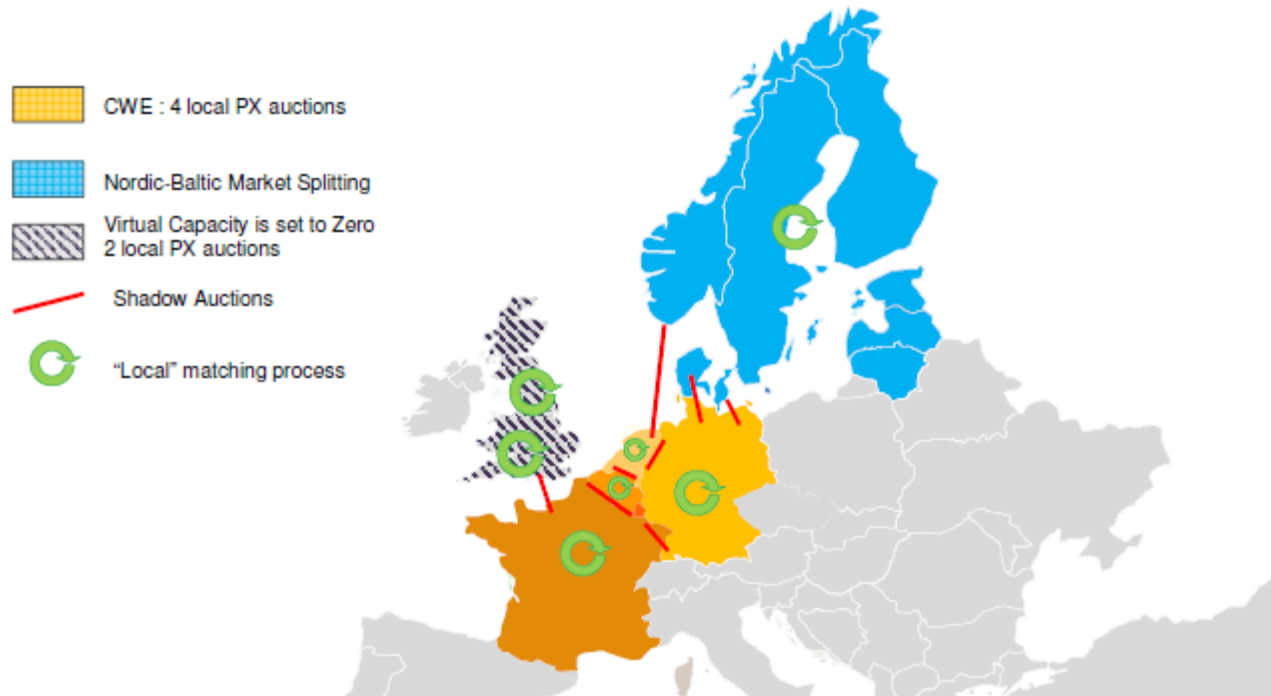 CWE : 4 local PX auctions
Nordic-Baltic Market Splitting
Virtual Capacity is set to Zero
2 local PX auctions
Shadow Auctions
“Local” matching process